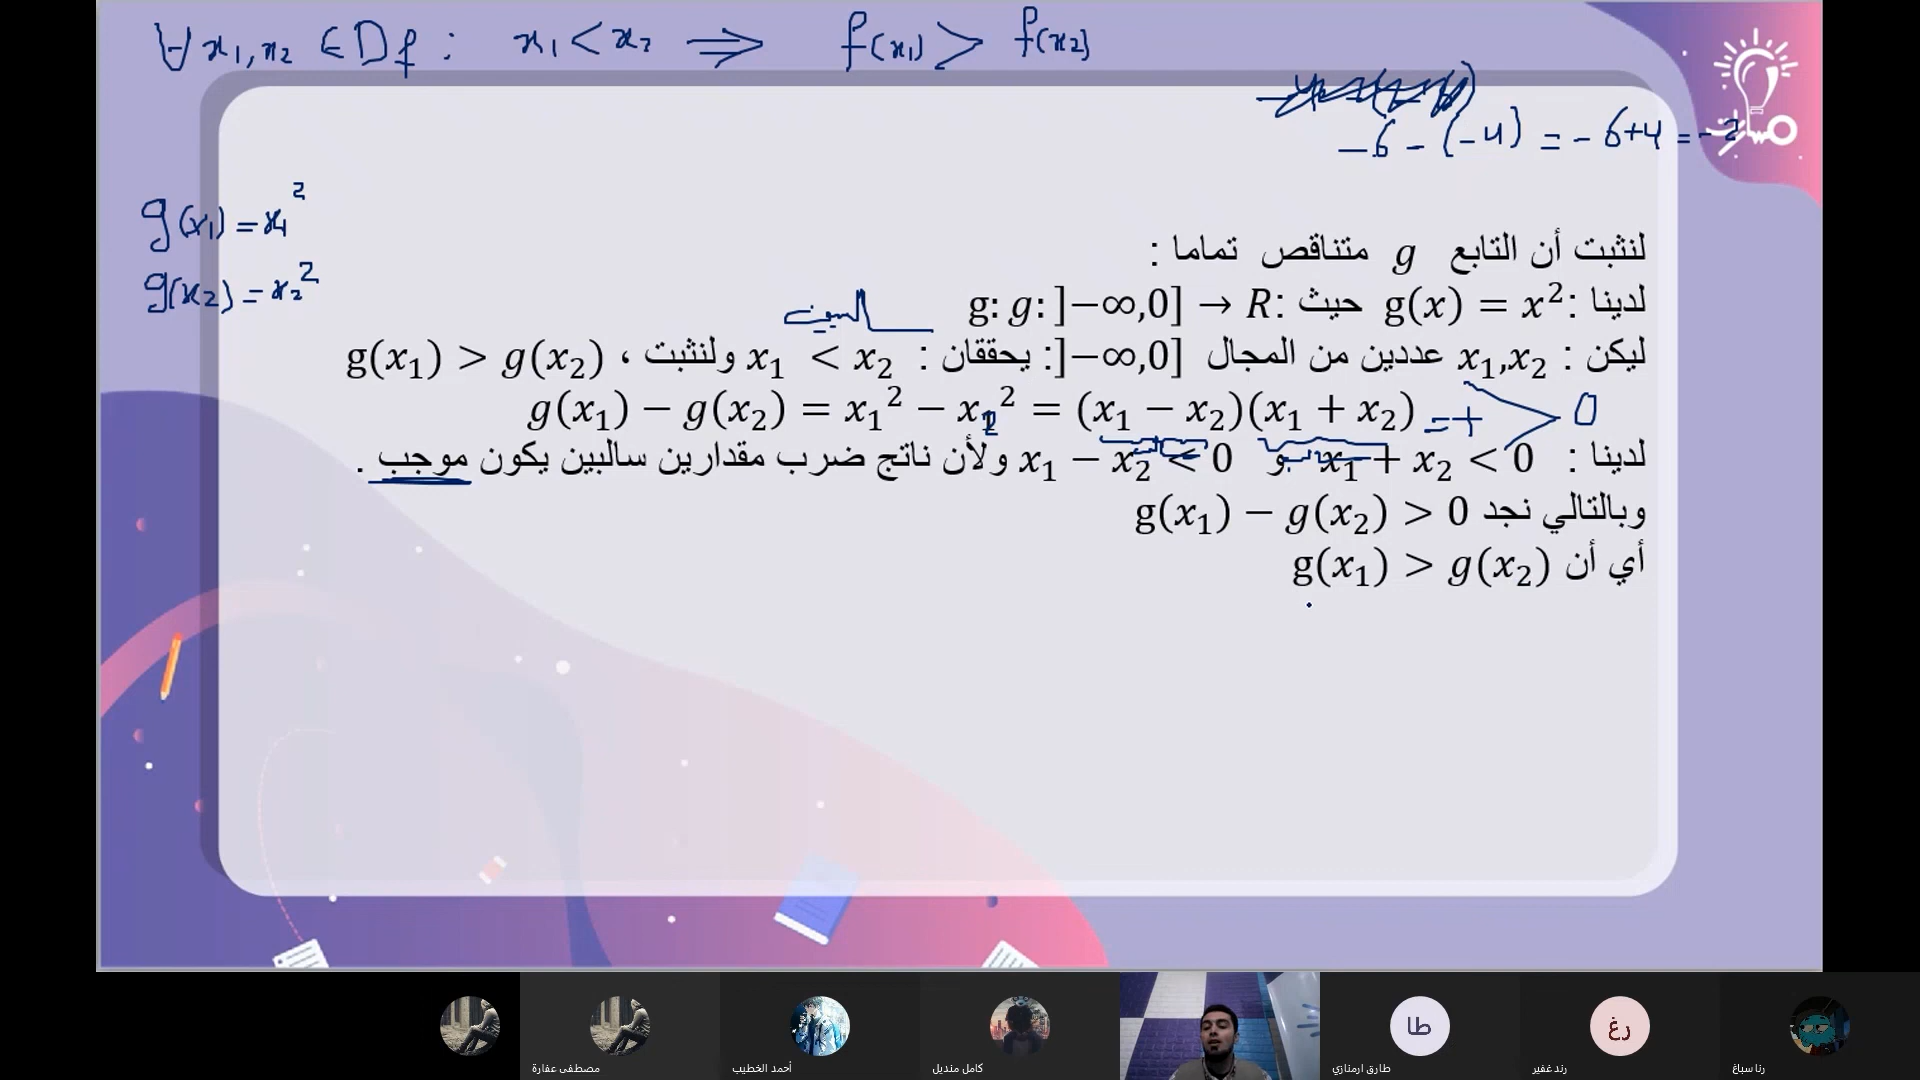 ∀ x₁, x₂ ∈ Df : x₁ < x₂ ⇒ f(x₁) > f(x₂)
-6 - (-4) = -6+4 = -2
g(x₁) = x₁²
g(x₂) = x₂²
لنثبت أن التابع g متناقص تماما :
لدينا :g(x) = x² حيث :g: g: ]−∞,0] → R
ليكن : x₁,x₂ عددين من المجال ]−∞,0]: يحققان : x₁ < x₂ ولنثبت ، g(x₁) > g(x₂)
g(x₁) − g(x₂) = x₁² − x₂² = (x₁ − x₂)(x₁ + x₂) = + > 0
لدينا : x₁ + x₂ < 0 و x₁ − x₂ < 0 ولأن ناتج ضرب مقدارين سالبين يكون موجب .
وبالتالي نجد g(x₁) − g(x₂) > 0
أي أن g(x₁) > g(x₂)
طا
رغ
مصطفى عفارة
أحمد الخطيب
كامل منديل
طارق ارمنازي
رند غفير
رنا سباغ